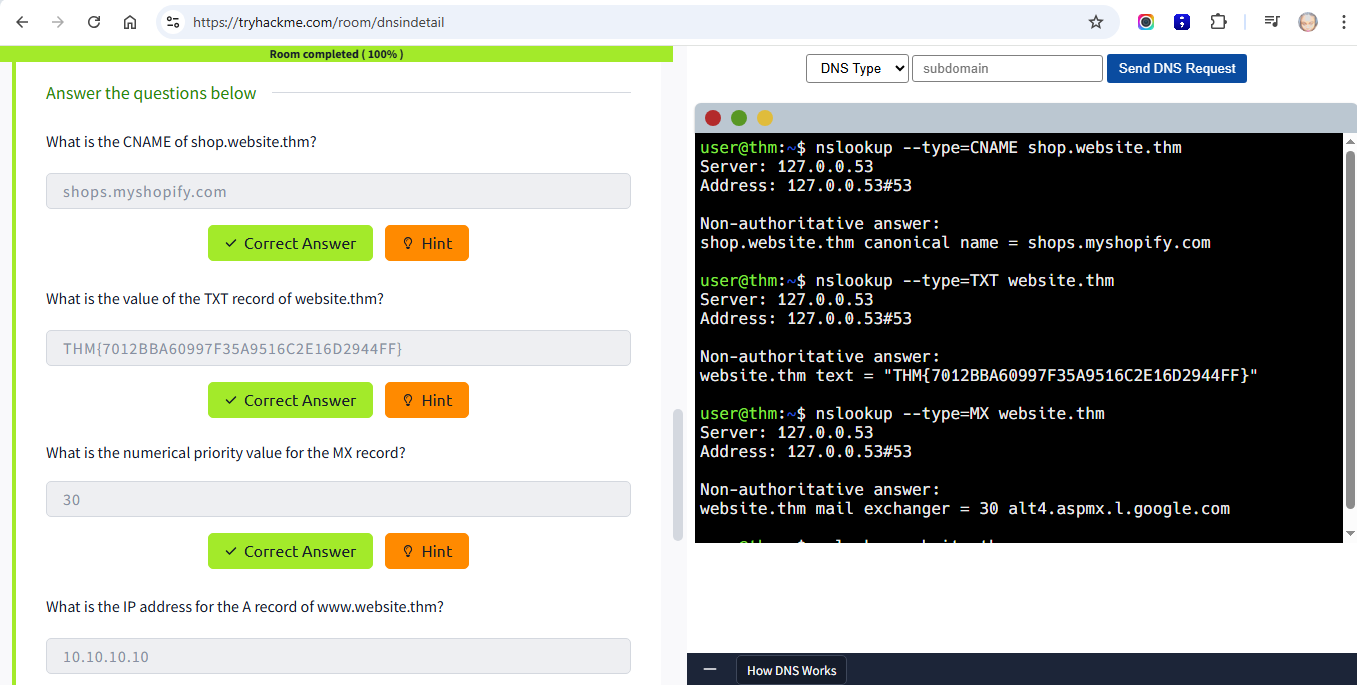 https://tryhackme.com/room/dnsindetail
Room completed ( 100% )
Answer the questions below
What is the CNAME of shop.website.thm?
shops.myshopify.com
Correct Answer
Hint
What is the value of the TXT record of website.thm?
THM{7012BBA60997F35A9516C2E16D2944FF}
Correct Answer
Hint
What is the numerical priority value for the MX record?
30
Correct Answer
Hint
What is the IP address for the A record of www.website.thm?
10.10.10.10
DNS Type
subdomain
Send DNS Request
user@thm:~$ nslookup --type=CNAME shop.website.thm
Server: 127.0.0.53
Address: 127.0.0.53#53
Non-authoritative answer:
shop.website.thm canonical name = shops.myshopify.com
user@thm:~$ nslookup --type=TXT website.thm
Server: 127.0.0.53
Address: 127.0.0.53#53
Non-authoritative answer:
website.thm text = "THM{7012BBA60997F35A9516C2E16D2944FF}"
user@thm:~$ nslookup --type=MX website.thm
Server: 127.0.0.53
Address: 127.0.0.53#53
Non-authoritative answer:
website.thm mail exchanger = 30 alt4.aspmx.l.google.com
How DNS Works